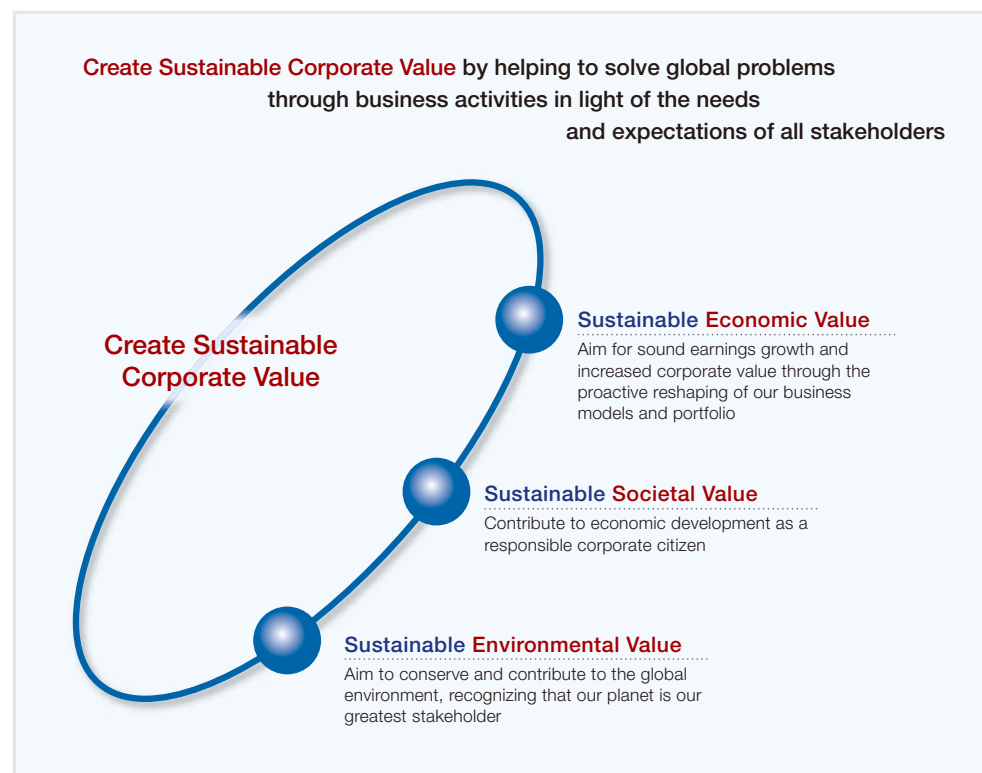 Create Sustainable Corporate Value by helping to solve global problems
through business activities in light of the needs
and expectations of all stakeholders
Create Sustainable
Corporate Value
Sustainable Economic Value
Aim for sound earnings growth and
increased corporate value through the
proactive reshaping of our business
models and portfolio
Sustainable Societal Value
Contribute to economic development as a
responsible corporate citizen
Sustainable Environmental Value
Aim to conserve and contribute to the global
environment, recognizing that our planet is our
greatest stakeholder